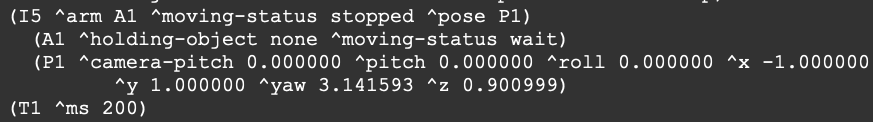 (I5 ^arm A1 ^moving-status stopped ^pose P1)
(A1 ^holding-object none ^moving-status wait)
(P1 ^camera-pitch 0.000000 ^pitch 0.000000 ^roll 0.000000 ^x -1.000000
^y 1.000000 ^yaw 3.141593 ^z 0.900999)
(T1 ^ms 200)